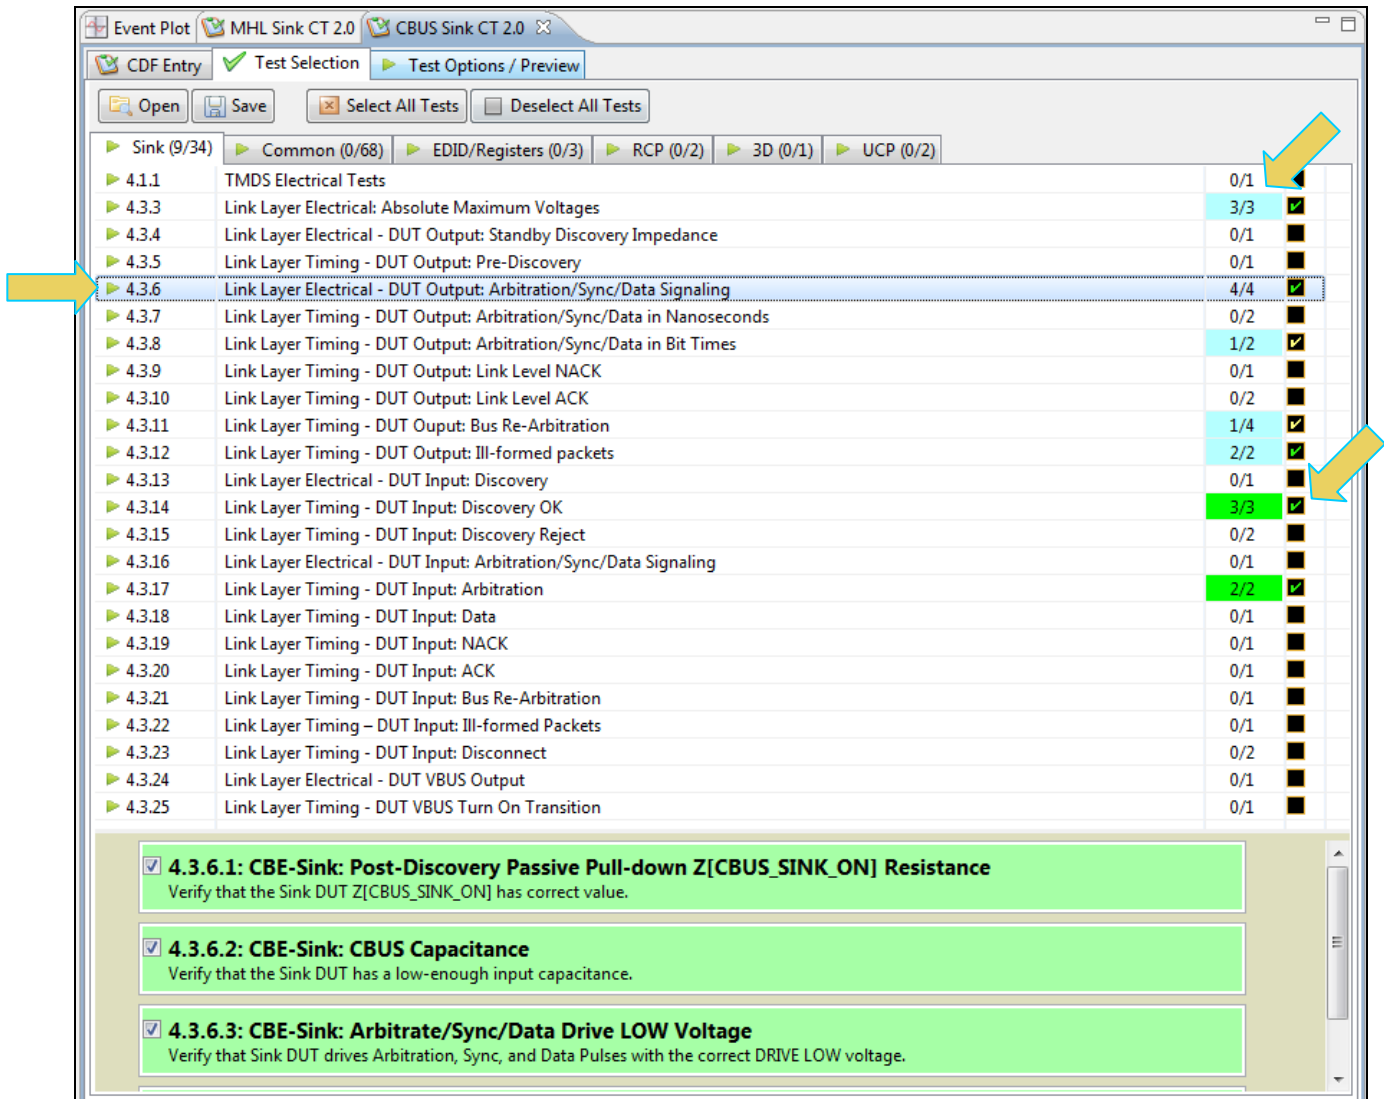 Event Plot MHL Sink CT 2.0 CBUS Sink CT 2.0
CDF Entry Test Selection Test Options / Preview
Open Save Select All Tests Deselect All Tests
Sink (9/34) Common (0/68) EDID/Registers (0/3) RCP (0/2) 3D (0/1) UCP (0/2)
4.1.1 TMDS Electrical Tests 0/1
4.3.3 Link Layer Electrical: Absolute Maximum Voltages 3/3
4.3.4 Link Layer Electrical - DUT Output: Standby Discovery Impedance 0/1
4.3.5 Link Layer Timing - DUT Output: Pre-Discovery 0/1
4.3.6 Link Layer Electrical - DUT Output: Arbitration/Sync/Data Signaling 4/4
4.3.7 Link Layer Timing - DUT Output: Arbitration/Sync/Data in Nanoseconds 0/2
4.3.8 Link Layer Timing - DUT Output: Arbitration/Sync/Data in Bit Times 1/2
4.3.9 Link Layer Timing - DUT Output: Link Level NACK 0/1
4.3.10 Link Layer Timing - DUT Output: Link Level ACK 0/2
4.3.11 Link Layer Timing - DUT Ouput: Bus Re-Arbitration 1/4
4.3.12 Link Layer Timing - DUT Output: Ill-formed packets 2/2
4.3.13 Link Layer Electrical - DUT Input: Discovery 0/1
4.3.14 Link Layer Timing - DUT Input: Discovery OK 3/3
4.3.15 Link Layer Timing - DUT Input: Discovery Reject 0/2
4.3.16 Link Layer Electrical - DUT Input: Arbitration/Sync/Data Signaling 0/1
4.3.17 Link Layer Timing - DUT Input: Arbitration 2/2
4.3.18 Link Layer Timing - DUT Input: Data 0/1
4.3.19 Link Layer Timing - DUT Input: NACK 0/1
4.3.20 Link Layer Timing - DUT Input: ACK 0/1
4.3.21 Link Layer Timing - DUT Input: Bus Re-Arbitration 0/1
4.3.22 Link Layer Timing – DUT Input: Ill-formed Packets 0/1
4.3.23 Link Layer Timing - DUT Input: Disconnect 0/2
4.3.24 Link Layer Electrical - DUT VBUS Output 0/1
4.3.25 Link Layer Timing - DUT VBUS Turn On Transition 0/1
4.3.6.1: CBE-Sink: Post-Discovery Passive Pull-down Z[CBUS_SINK_ON] Resistance
Verify that the Sink DUT Z[CBUS_SINK_ON] has correct value.
4.3.6.2: CBE-Sink: CBUS Capacitance
Verify that the Sink DUT has a low-enough input capacitance.
4.3.6.3: CBE-Sink: Arbitrate/Sync/Data Drive LOW Voltage
Verify that Sink DUT drives Arbitration, Sync, and Data Pulses with the correct DRIVE LOW voltage.